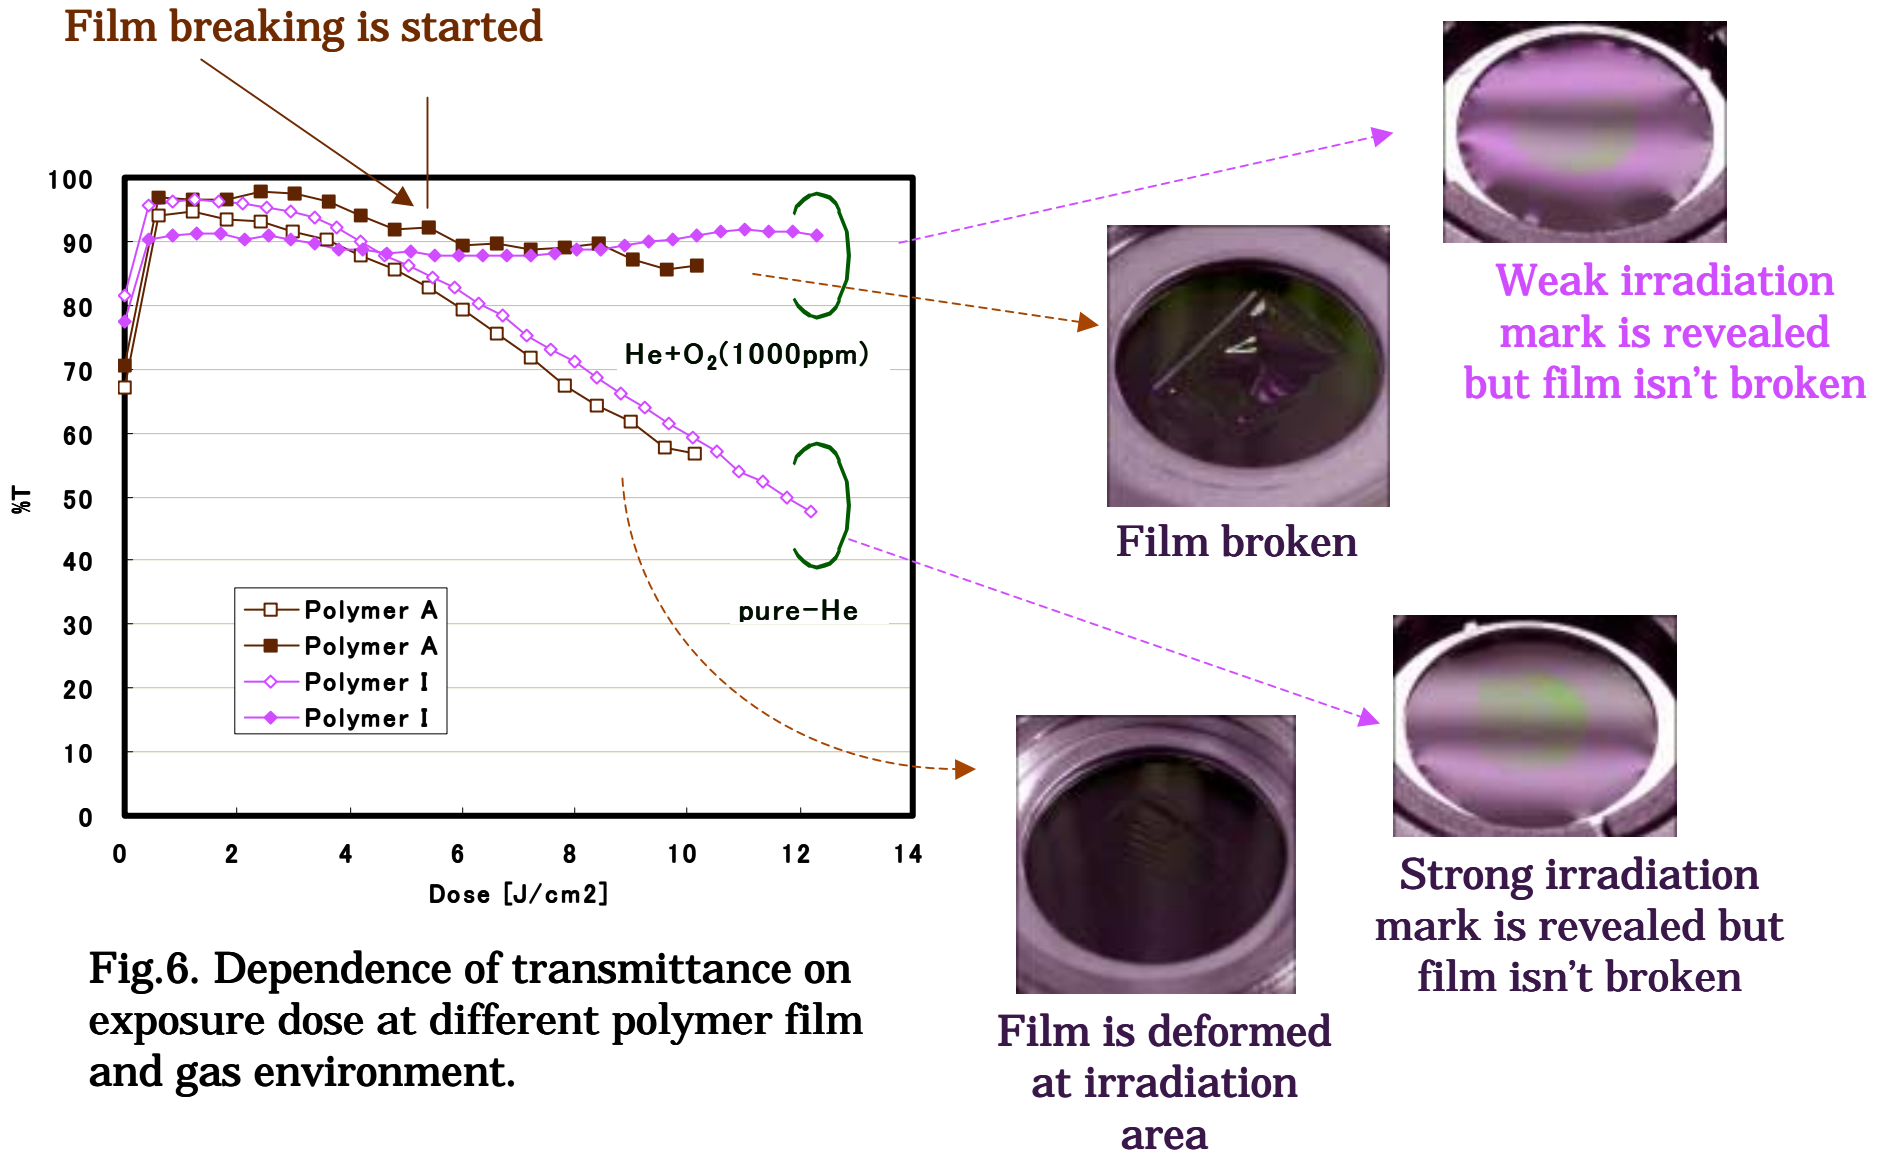 Film breaking is started
100
90
80
70
60
50
40
30
20
10
0
%T
0 2 4 6 8 10 12 14
Dose [J/cm2]
He+O₂(1000ppm)
pure-He
Polymer A
Polymer A
Polymer I
Polymer I
Weak irradiation
mark is revealed
but film isn't broken
Film broken
Strong irradiation
mark is revealed but
film isn't broken
Film is deformed
at irradiation
area
Fig.6. Dependence of transmittance on
exposure dose at different polymer film
and gas environment.